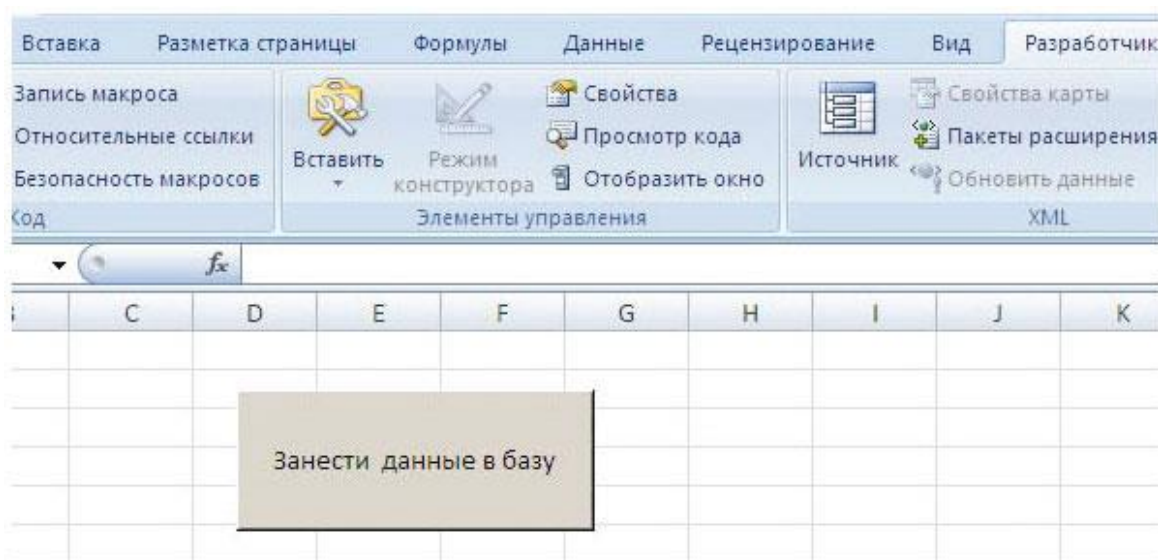 Вставка Разметка страницы Формулы Данные Рецензирование Вид Разработчик
Запись макроса
Относительные ссылки
Безопасность макросов
Код
Вставить
Режим
конструктора
Свойства
Просмотр кода
Отобразить окно
Элементы управления
Источник
Свойства карты
Пакеты расширения
Обновить данные
XML
fx
C D E F G H I J K
Занести данные в базу